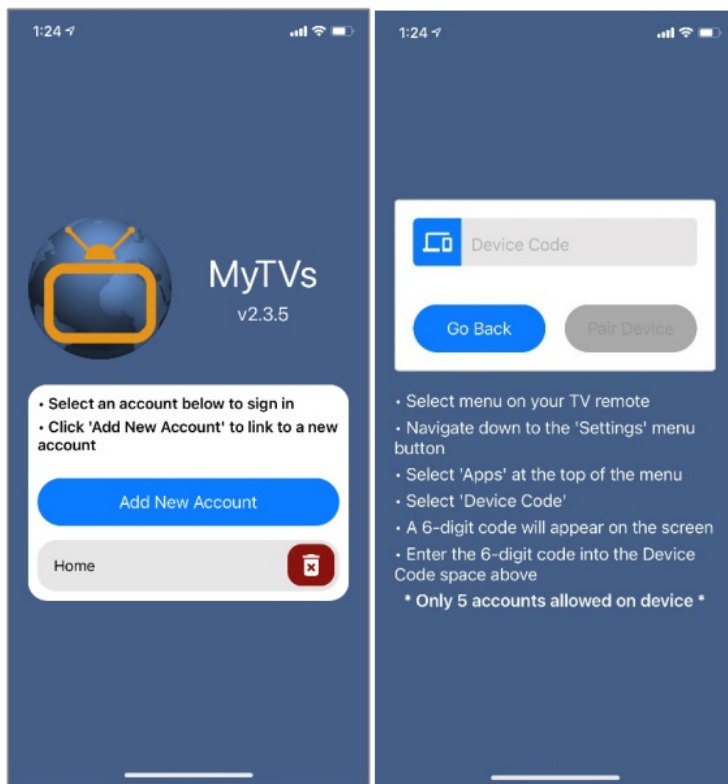 1:24
MyTVs
v2.3.5
• Select an account below to sign in
• Click 'Add New Account' to link to a new
account
Add New Account
Home
1:24
Device Code
Go Back
Pair Device
• Select menu on your TV remote
• Navigate down to the 'Settings' menu
button
• Select 'Apps' at the top of the menu
• Select 'Device Code'
• A 6-digit code will appear on the screen
• Enter the 6-digit code into the Device
Code space above
* Only 5 accounts allowed on device *